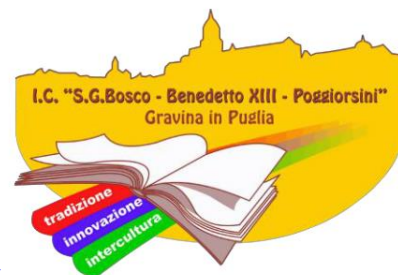 I.C. “S.G.Bosco - Benedetto XIII - Poggiorsini”
Gravina in Puglia
tradizione
innovazione
intercultura